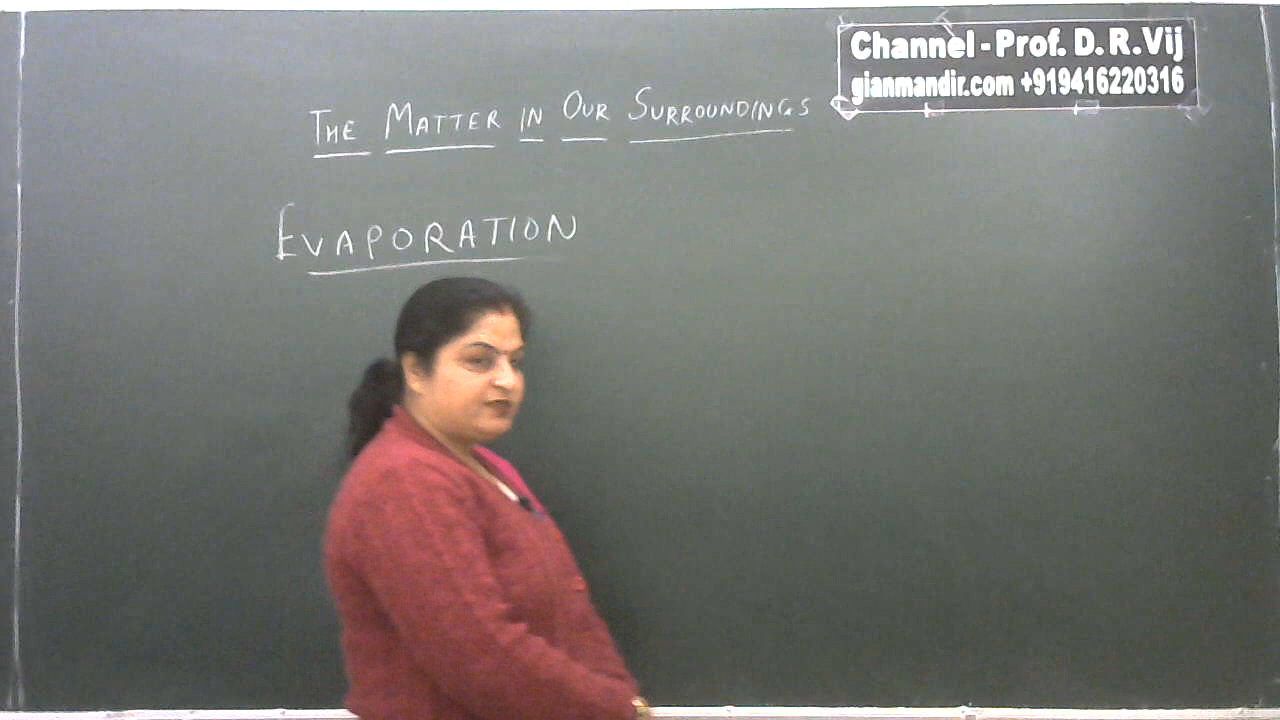 Channel - Prof. D. R. Vij
gianmandir.com +919416220316
THE MATTER IN OUR SURROUNDINGS
EVAPORATION